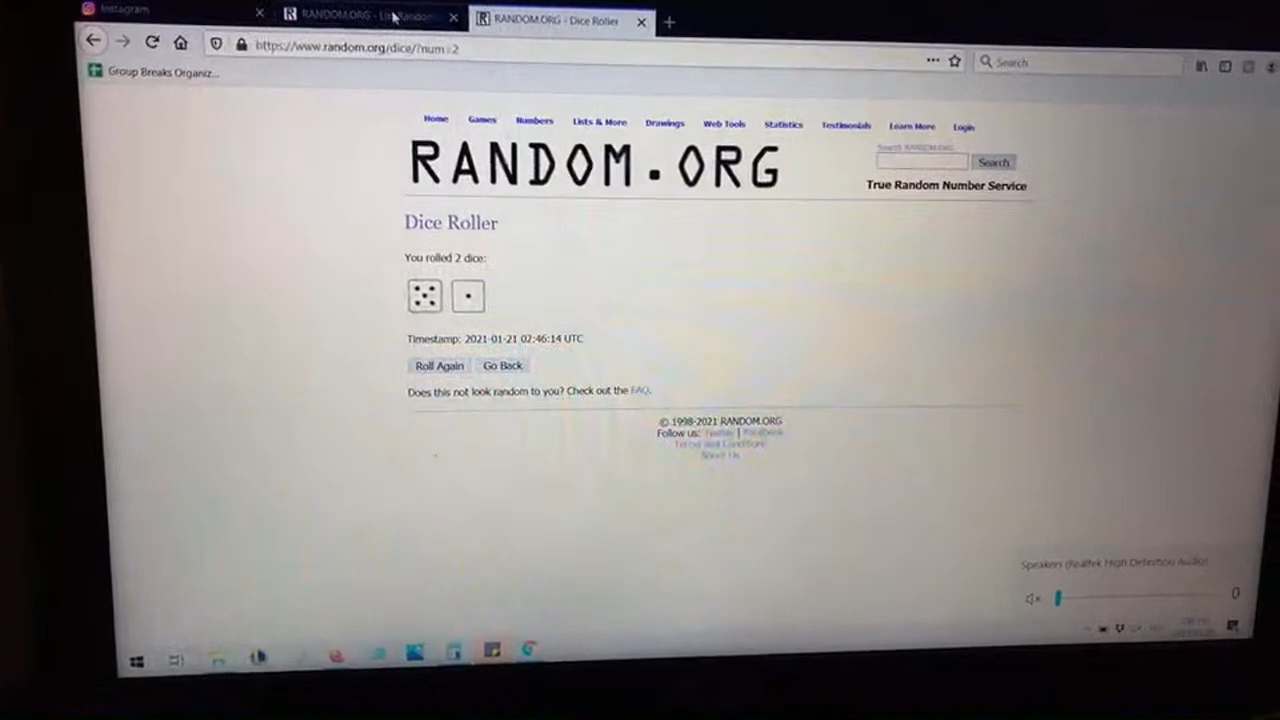 Instagram
RANDOM.ORG - List Random
RANDOM.ORG - Dice Roller
https://www.random.org/dice/?num=2
Search
Group Breaks Organiz...
Home Games Numbers Lists & More Drawings Web Tools Statistics Testimonials Learn More Login
RANDOM.ORG
Search RANDOM.ORG
Search
True Random Number Service
Dice Roller
You rolled 2 dice:
Timestamp: 2021-01-21 02:46:14 UTC
Roll Again Go Back
Does this not look random to you? Check out the FAQ.
© 1998-2021 RANDOM.ORG
Follow us: Twitter | Facebook
Terms and Conditions
About Us
Speakers (Realtek High Definition Audio)
0